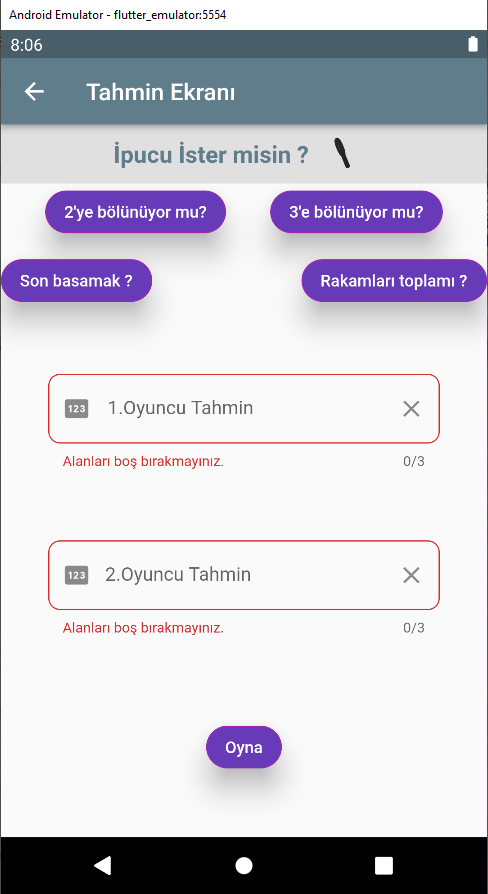 Android Emulator - flutter_emulator:5554
8:06
Tahmin Ekranı
İpucu İster misin ?
2'ye bölünüyor mu? 3'e bölünüyor mu?
Son basamak ? Rakamları toplamı ?
123 1.Oyuncu Tahmin
Alanları boş bırakmayınız. 0/3
123 2.Oyuncu Tahmin
Alanları boş bırakmayınız. 0/3
Oyna